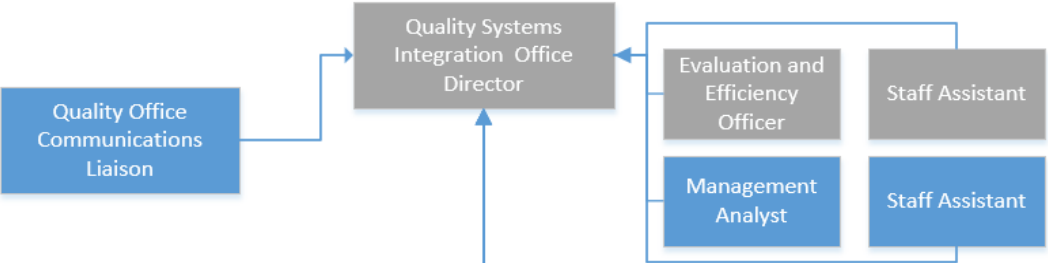 Quality Systems
Integration Office
Director
Quality Office
Communications
Liaison
Evaluation and
Efficiency
Officer
Staff Assistant
Management
Analyst
Staff Assistant